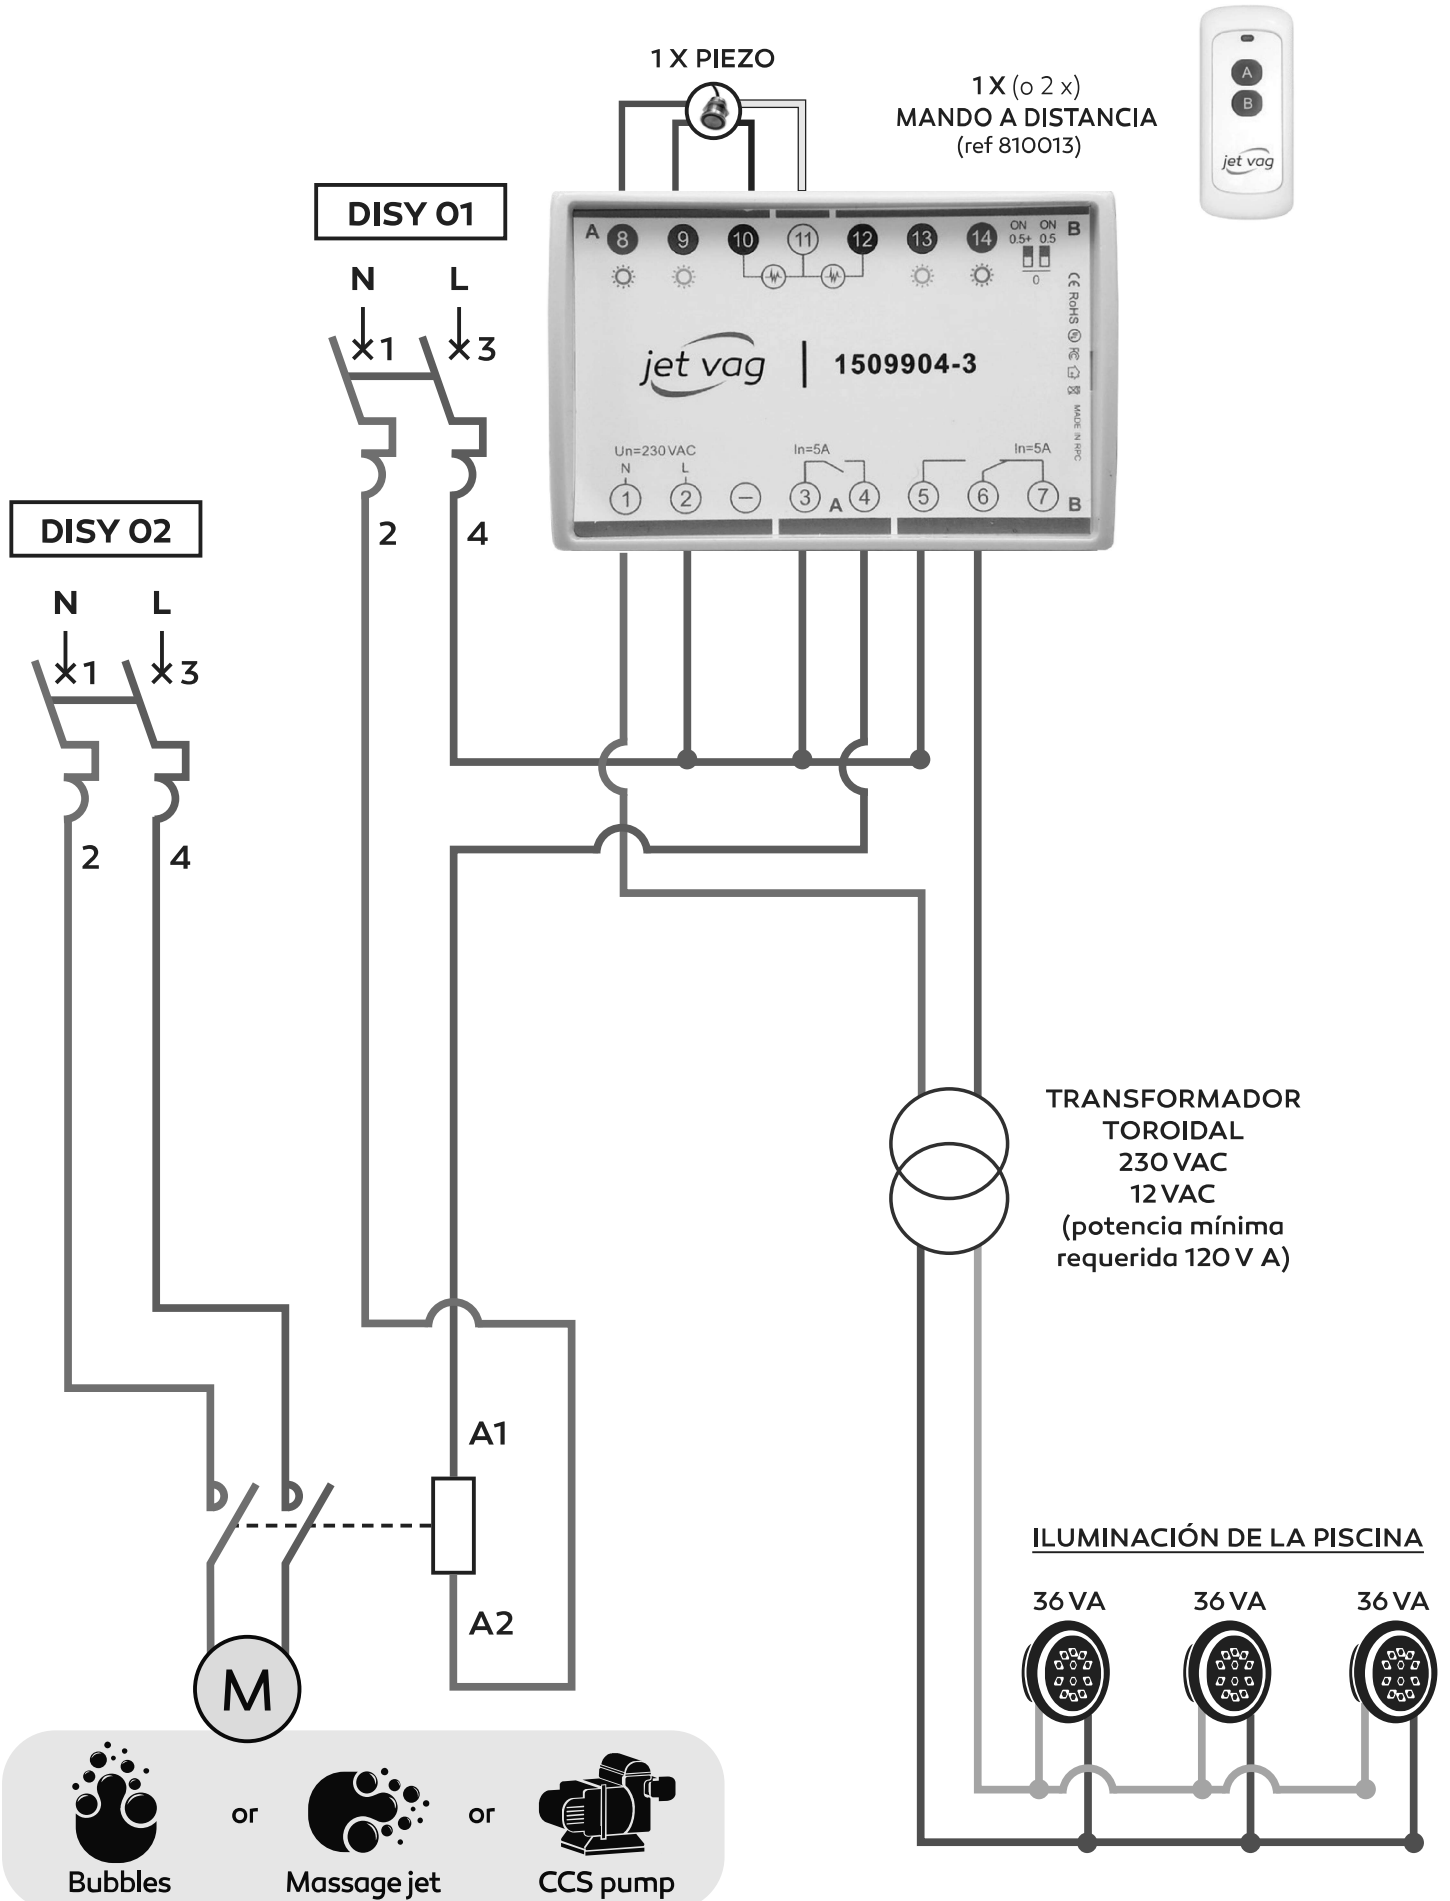 1 X PIEZO
1 X (o 2 x)
MANDO A DISTANCIA
(ref 810013)
A
B
jet vag
DISY 01
N L
1 3
2 4
A 8 9 10 11 12 13 14 ON ON B
0.5+ 0.5
0
CE RoHS FC
MADE IN RPC
jet vag 1509904-3
Un=230 VAC In=5A In=5A
N L
1 2 3 A 4 5 6 7 B
DISY 02
N L
1 3
2 4
TRANSFORMADOR
TOROIDAL
230 VAC
12 VAC
(potencia mínima
requerida 120 V A)
A1
A2
M
ILUMINACIÓN DE LA PISCINA
36 VA 36 VA 36 VA
or or
Bubbles Massage jet CCS pump